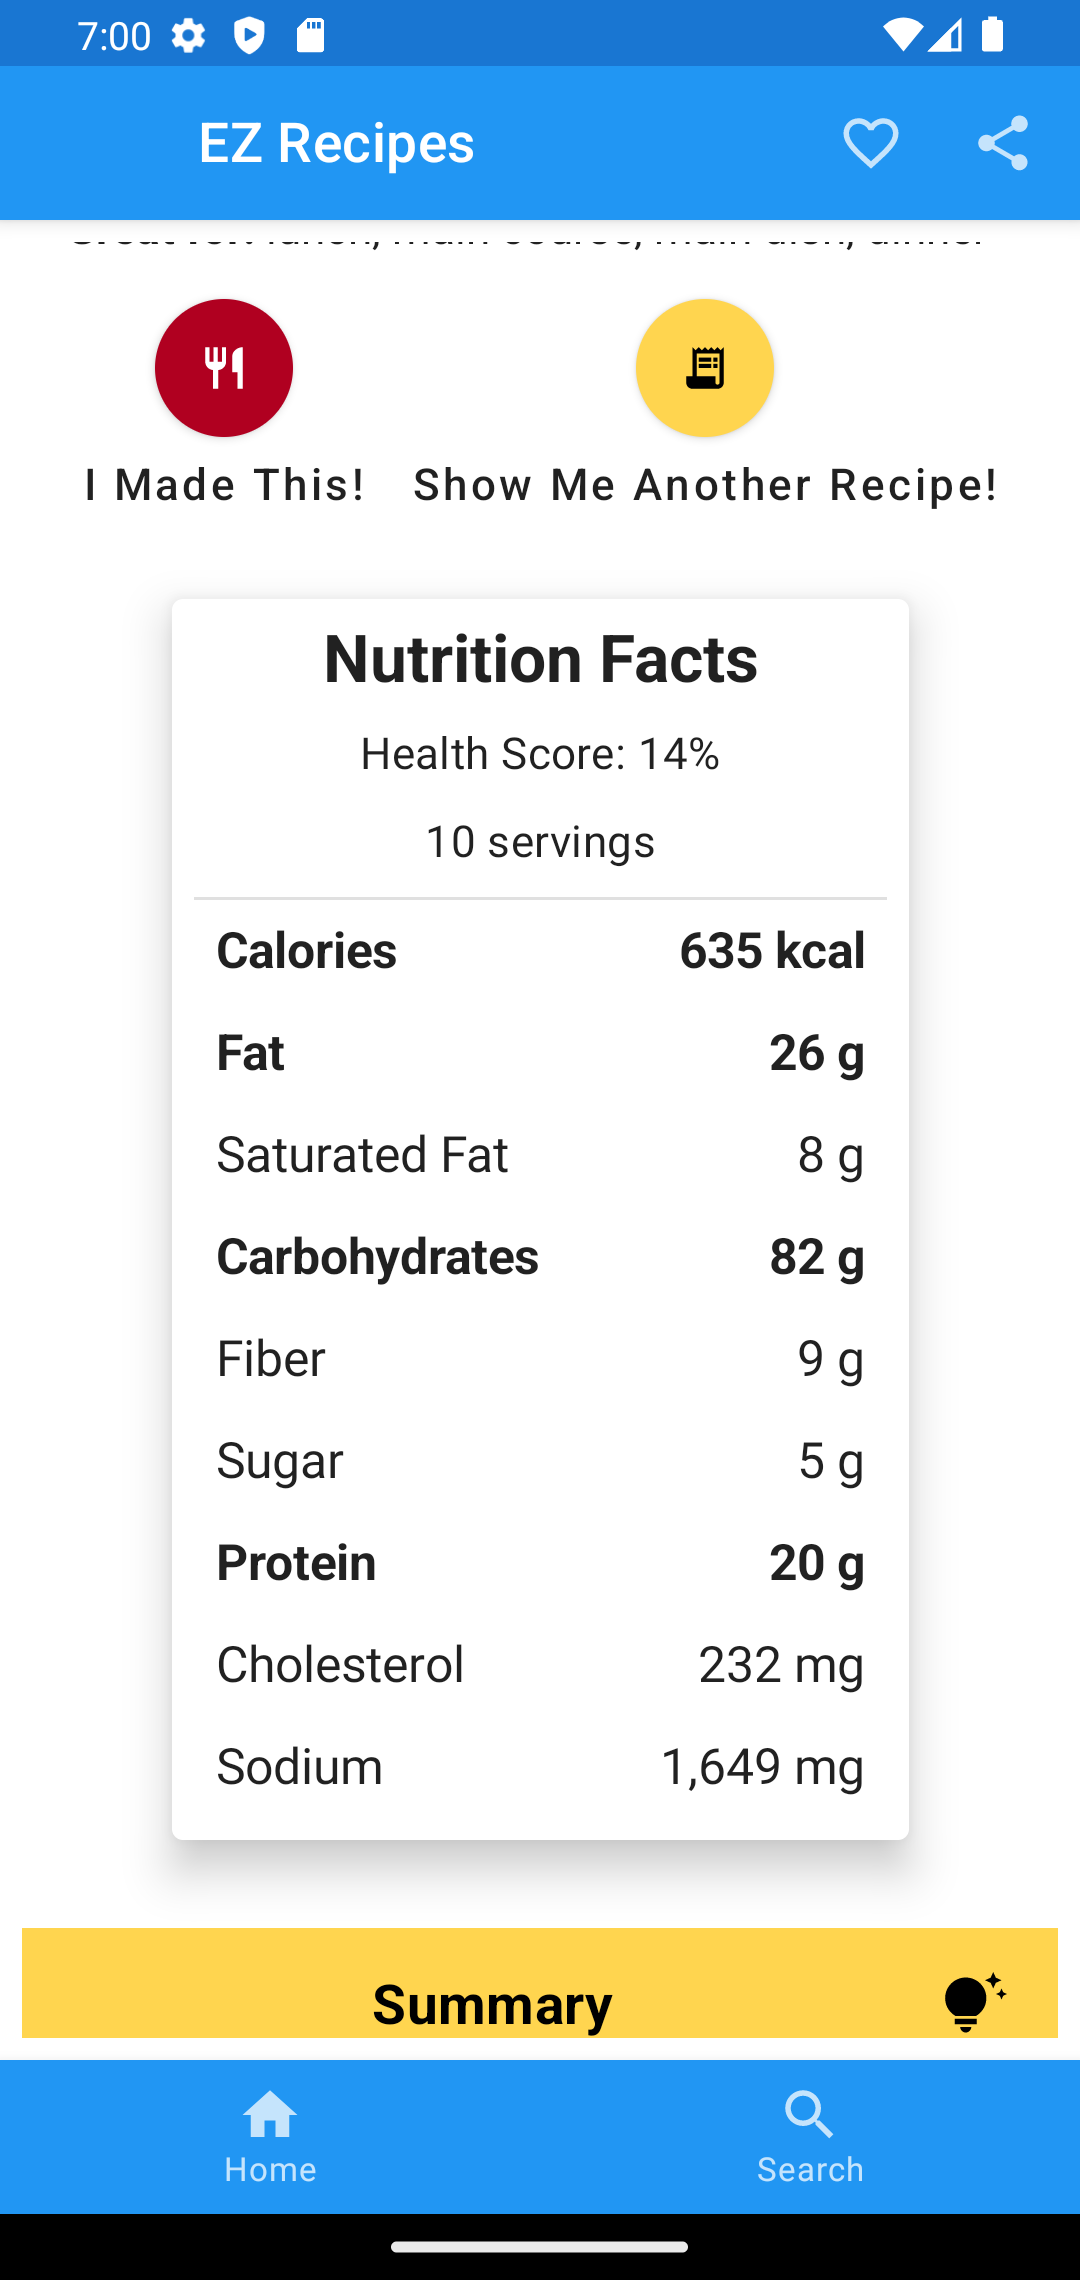 7:00
EZ Recipes
I Made This!
Show Me Another Recipe!
Nutrition Facts
Health Score: 14%
10 servings
Calories 635 kcal
Fat 26 g
Saturated Fat 8 g
Carbohydrates 82 g
Fiber 9 g
Sugar 5 g
Protein 20 g
Cholesterol 232 mg
Sodium 1,649 mg
Summary
Home
Search